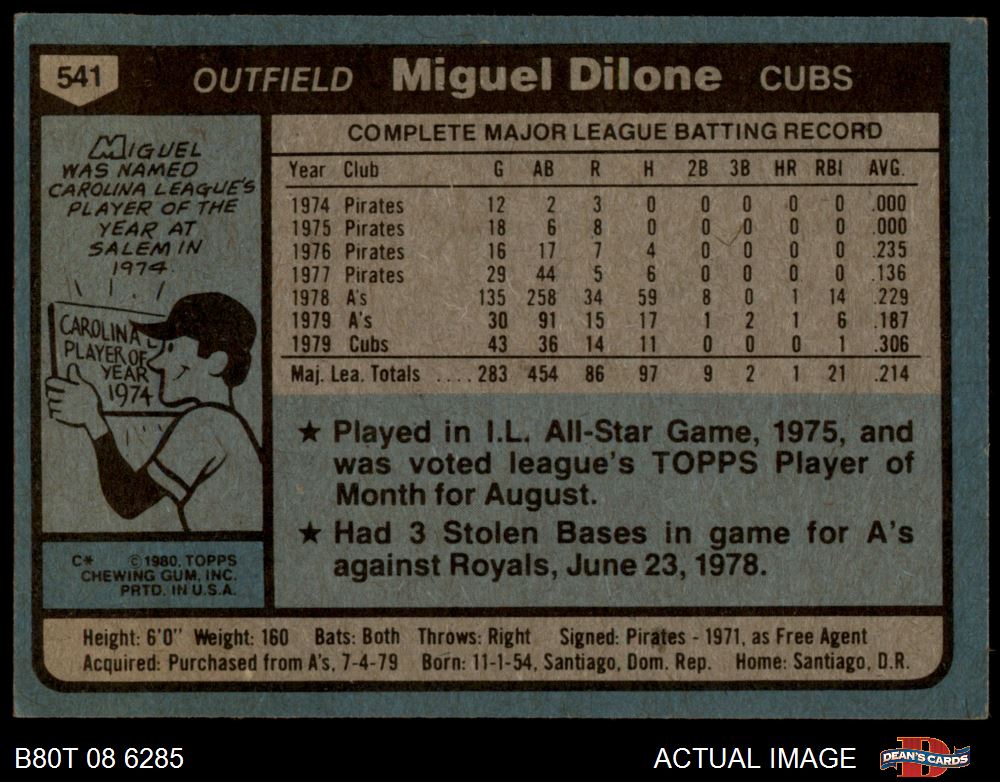 541 OUTFIELD Miguel Dilone CUBS
MIGUEL
WAS NAMED
CAROLINA LEAGUE'S
PLAYER OF THE
YEAR AT
SALEM IN
1974.
CAROLINA
PLAYER OF
YEAR
1974
C* © 1980, TOPPS
CHEWING GUM, INC.
PRTD. IN U.S.A.
COMPLETE MAJOR LEAGUE BATTING RECORD
Year Club G AB R H 2B 3B HR RBI AVG.
1974 Pirates 12 2 3 0 0 0 0 0 .000
1975 Pirates 18 6 8 0 0 0 0 0 .000
1976 Pirates 16 17 7 4 0 0 0 0 .235
1977 Pirates 29 44 5 6 0 0 0 0 .136
1978 A's 135 258 34 59 8 0 1 14 .229
1979 A's 30 91 15 17 1 2 1 6 .187
1979 Cubs 43 36 14 11 0 0 0 1 .306
Maj. Lea. Totals ....283 454 86 97 9 2 1 21 .214
★ Played in I.L. All-Star Game, 1975, and
was voted league's TOPPS Player of
Month for August.
★ Had 3 Stolen Bases in game for A's
against Royals, June 23, 1978.
Height: 6'0" Weight: 160 Bats: Both Throws: Right Signed: Pirates - 1971, as Free Agent
Acquired: Purchased from A's, 7-4-79 Born: 11-1-54, Santiago, Dom. Rep. Home: Santiago, D.R.
B80T 08 6285 ACTUAL IMAGE DEAN'S CARDS